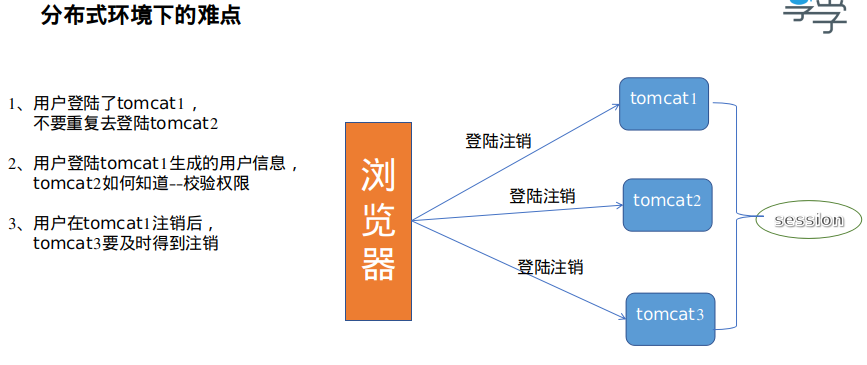 分布式环境下的难点
1、用户登陆了tomcat1，
不要重复去登陆tomcat2
2、用户登陆tomcat1生成的用户信息，
tomcat2如何知道--校验权限
3、用户在tomcat1注销后，
tomcat3要及时得到注销
浏览器
登陆注销
登陆注销
登陆注销
tomcat1
tomcat2
tomcat3
session